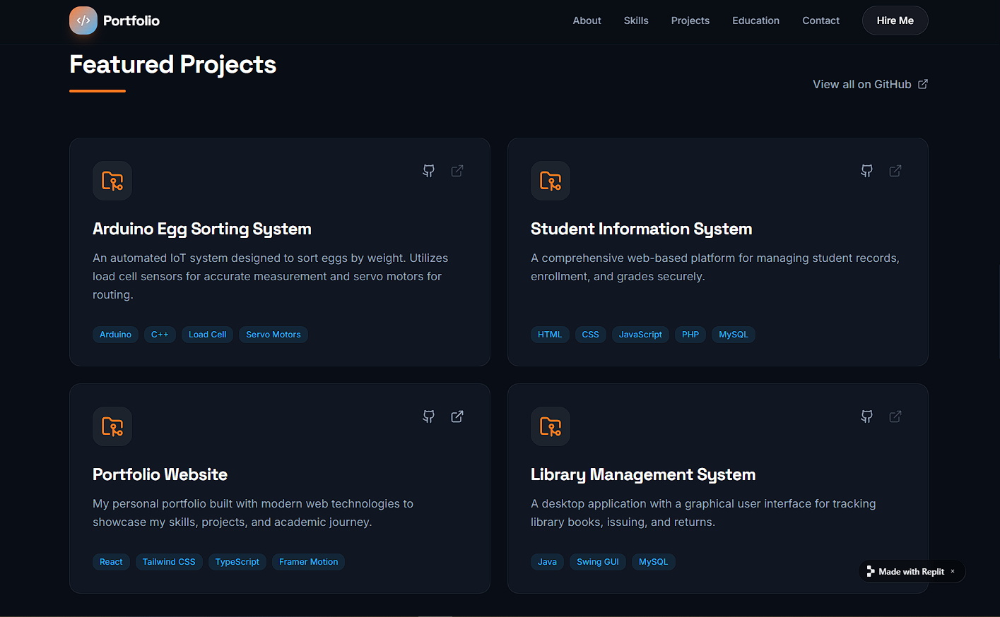 </> Portfolio
About Skills Projects Education Contact Hire Me
Featured Projects
View all on GitHub
Arduino Egg Sorting System
An automated IoT system designed to sort eggs by weight. Utilizes
load cell sensors for accurate measurement and servo motors for
routing.
Arduino C++ Load Cell Servo Motors
Student Information System
A comprehensive web-based platform for managing student records,
enrollment, and grades securely.
HTML CSS JavaScript PHP MySQL
Portfolio Website
My personal portfolio built with modern web technologies to
showcase my skills, projects, and academic journey.
React Tailwind CSS TypeScript Framer Motion
Library Management System
A desktop application with a graphical user interface for tracking
library books, issuing, and returns.
Java Swing GUI MySQL
Made with Replit ×